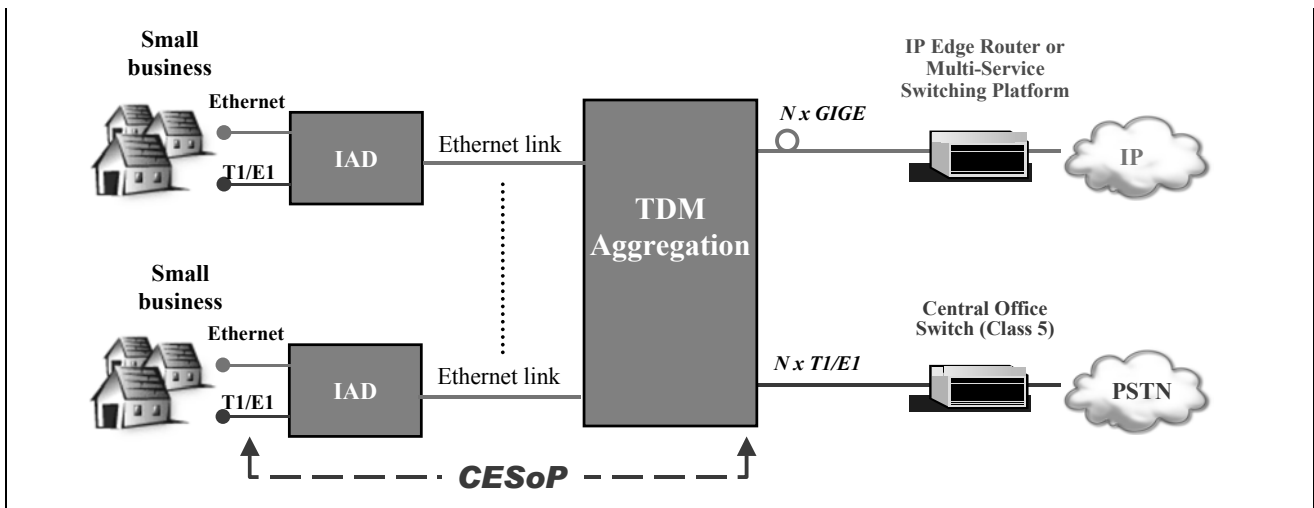 Small
business
Ethernet
T1/E1
IAD
Ethernet link
Small
business
Ethernet
T1/E1
IAD
Ethernet link
TDM
Aggregation
N x GIGE
IP Edge Router or
Multi-Service
Switching Platform
IP
N x T1/E1
Central Office
Switch (Class 5)
PSTN
CESoP